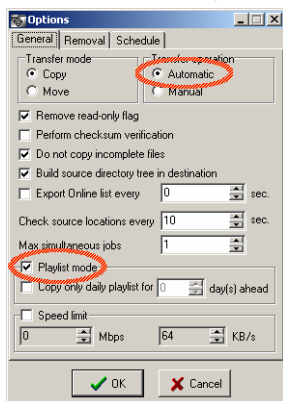 Options
General Removal Schedule
Transfer mode Transfer operation
Copy Automatic
Move Manual
Remove read-only flag
Perform checksum verification
Do not copy incomplete files
Build source directory tree in destination
Export Online list every 0 sec.
Check source locations every 10 sec.
Max simultaneous jobs 1
Playlist mode
Copy only daily playlist for 0 day(s) ahead
Speed limit
0 Mbps 64 KB/s
OK Cancel